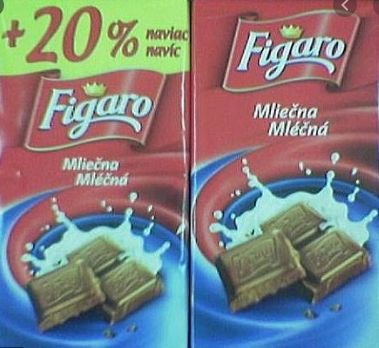 +20% naviac
navíc
Figaro
Mliečna
Mléčná
Figaro
Mliečna
Mléčná